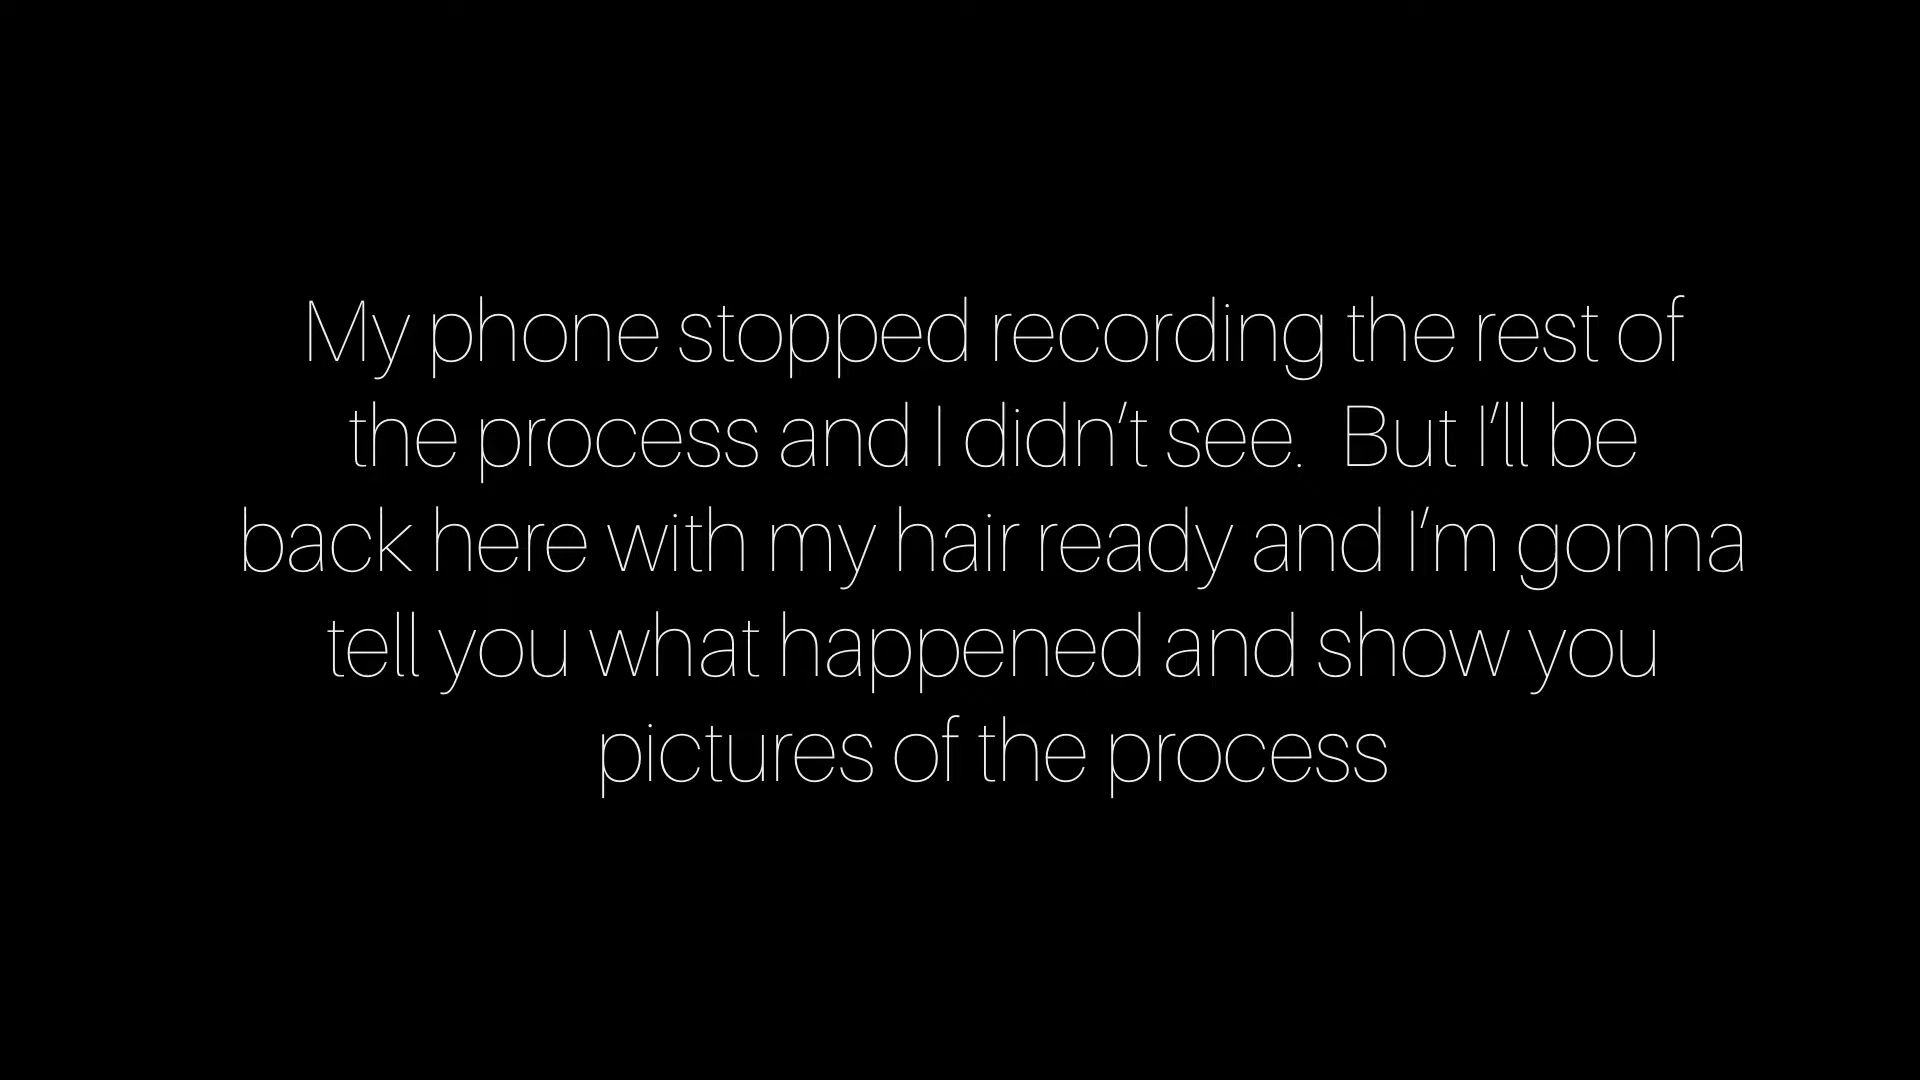 My phone stopped recording the rest of
the process and I didn’t see.  But I’ll be
back here with my hair ready and I’m gonna
tell you what happened and show you
pictures of the process